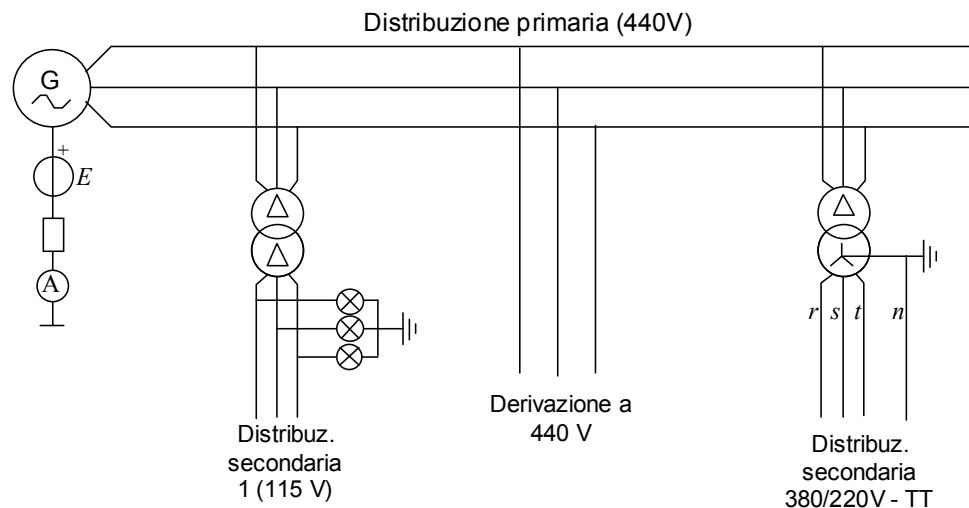 Distribuzione primaria (440V)
G
+
E
A
r s t n
Distribuz.
secondaria
1 (115 V)
Derivazione a
440 V
Distribuz.
secondaria
380/220V - TT